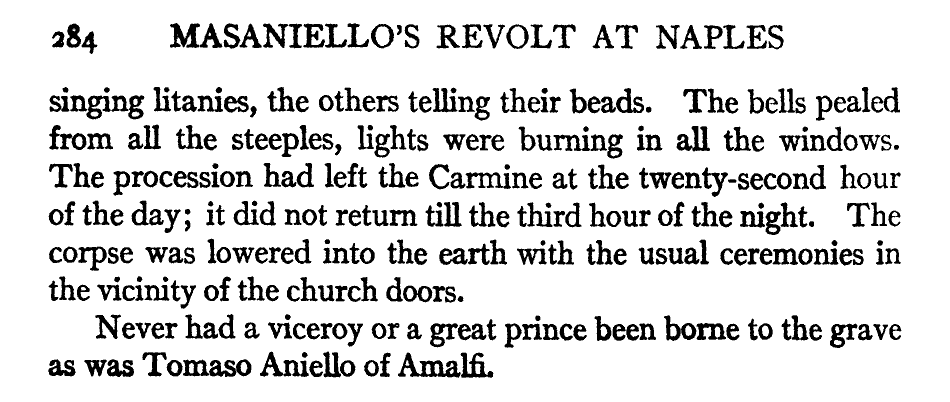 284 MASANIELLO'S REVOLT AT NAPLES
singing litanies, the others telling their beads. The bells pealed
from all the steeples, lights were burning in all the windows.
The procession had left the Carmine at the twenty-second hour
of the day; it did not return till the third hour of the night. The
corpse was lowered into the earth with the usual ceremonies in
the vicinity of the church doors.
Never had a viceroy or a great prince been borne to the grave
as was Tomaso Aniello of Amalfi.